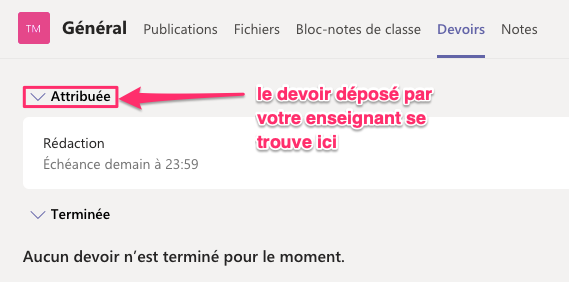 TM Général Publications Fichiers Bloc-notes de classe Devoirs Notes
Attribuée
le devoir déposé par
votre enseignant se
trouve ici
Rédaction
Échéance demain à 23:59
Terminée
Aucun devoir n’est terminé pour le moment.